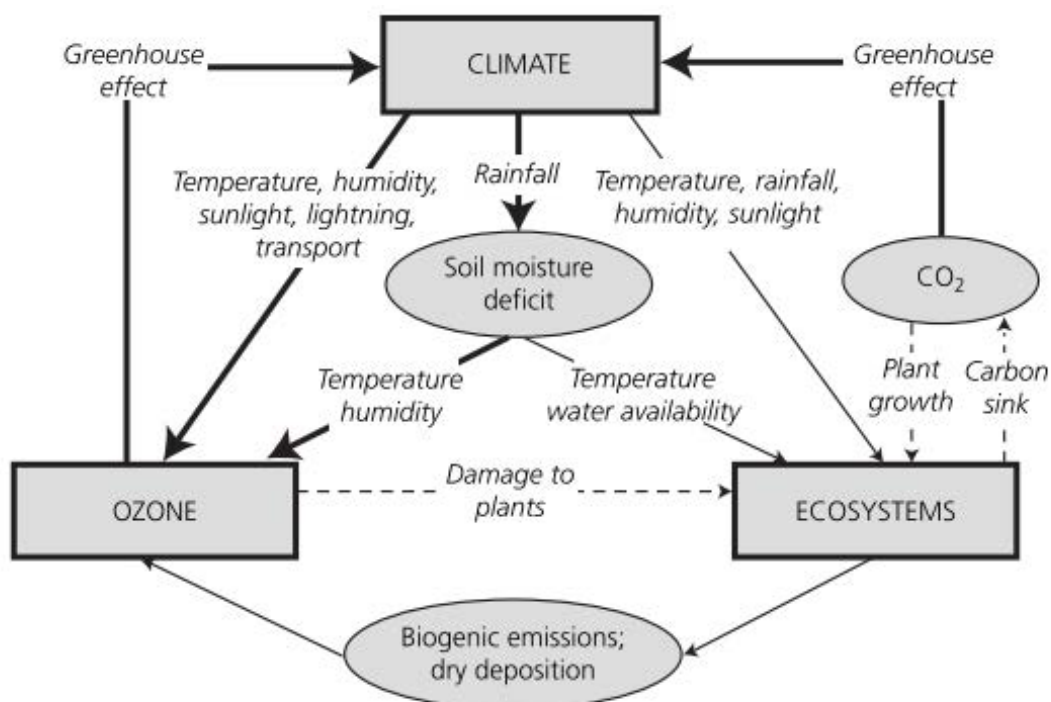 Greenhouse
effect
CLIMATE
Greenhouse
effect
Temperature, humidity,
sunlight, lightning,
transport
Rainfall
Temperature, rainfall,
humidity, sunlight
Soil moisture
deficit
CO₂
Temperature
humidity
Temperature
water availability
Plant
growth
Carbon
sink
OZONE
Damage to
plants
ECOSYSTEMS
Biogenic emissions;
dry deposition